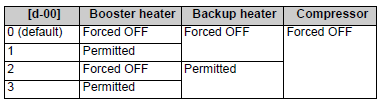 [d-00] Booster heater Backup heater Compressor
0 (default) Forced OFF Forced OFF Forced OFF
1 Permitted
2 Forced OFF Permitted
3 Permitted